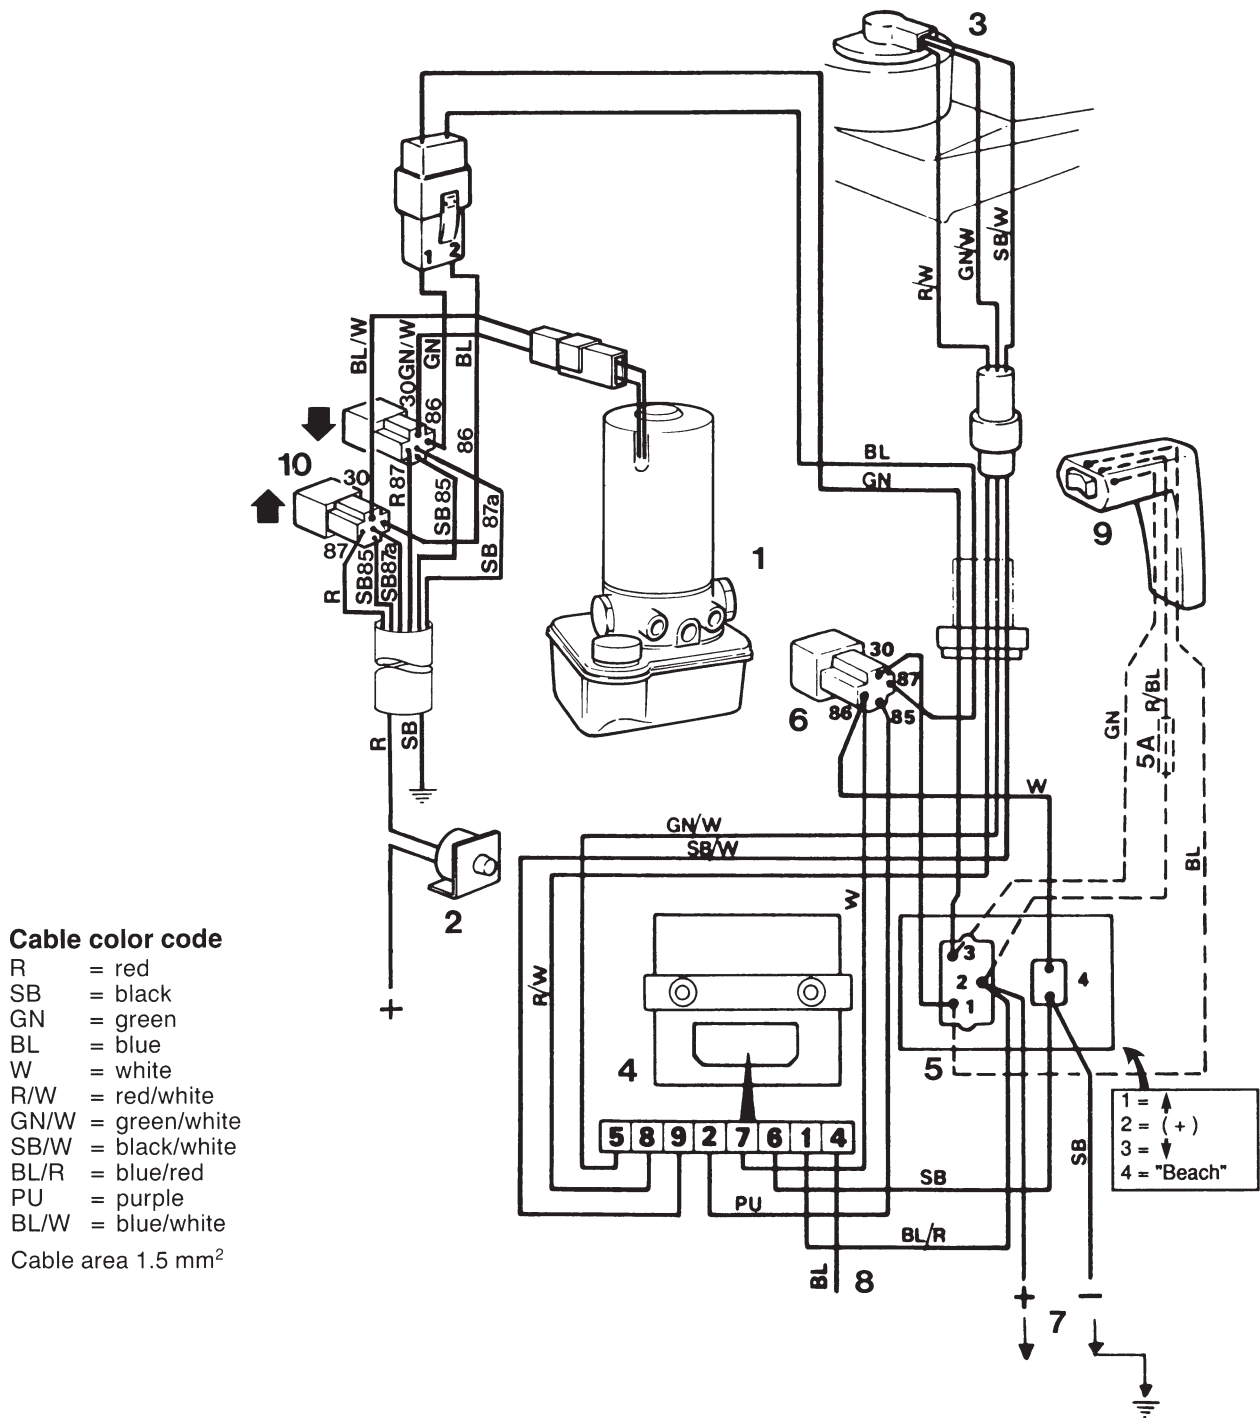 3
1 2
BL/W
30GN/W
GN
BL
86
86
R/W
GN/W
SB/W
10
30
R 87
SB 85
87a
SB
87
R
SB85
SB87a
1
BL
GN
9
R
SB
2
+
6
30
87
86
85
W
GN
5A
R/BL
BL
GN/W
SB/W
R/W
W
4
5 8 9 2 7 6 1 4
3
2
1
4
5
SB
PU
BL/R
BL
8
SB
+ −
7
1 =
2 = (+)
3 =
4 = "Beach"
Cable color code
R = red
SB = black
GN = green
BL = blue
W = white
R/W = red/white
GN/W = green/white
SB/W = black/white
BL/R = blue/red
PU = purple
BL/W = blue/white
Cable area 1.5 mm²